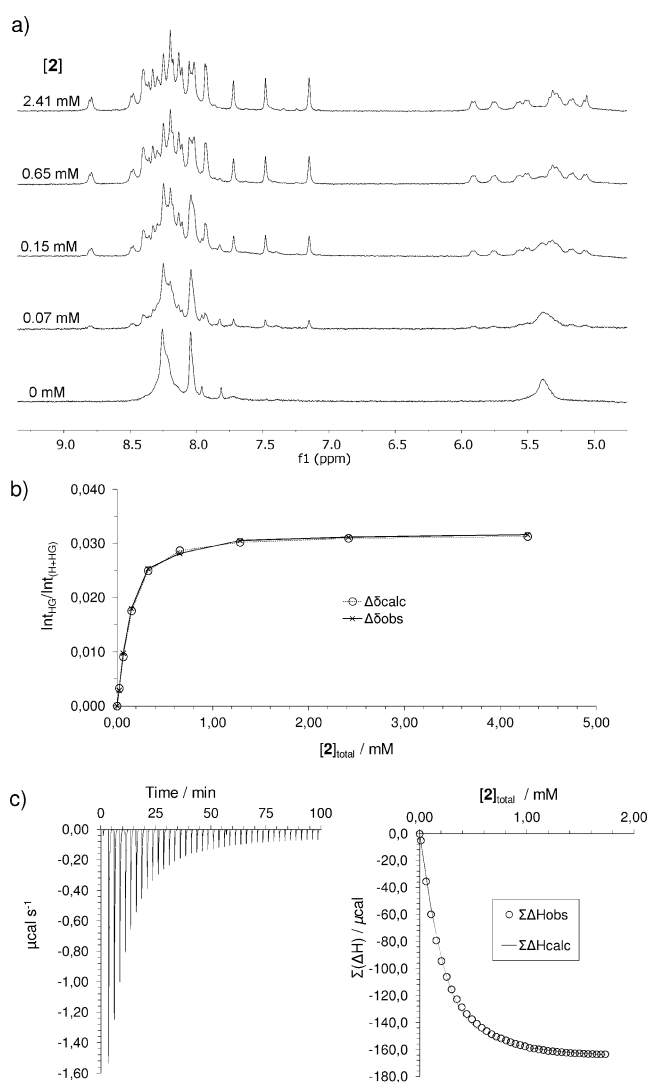 a)
[2]
2.41 mM
0.65 mM
0.15 mM
0.07 mM
0 mM
9.0 8.5 8.0 7.5 7.0 6.5 6.0 5.5 5.0
f1 (ppm)
b)
0,040
0,030
0,020
0,010
0,000
Int_HG/Int_(H+HG)
Δδcalc
Δδobs
0,00 1,00 2,00 3,00 4,00 5,00
[2]total / mM
c)
Time / min
0 25 50 75 100
0,00
-0,20
-0,40
-0,60
-0,80
-1,00
-1,20
-1,40
-1,60
µcal s-1
[2]total / mM
0,00 1,00 2,00
0,0
-20,0
-40,0
-60,0
-80,0
-100,0
-120,0
-140,0
-160,0
-180,0
Σ(ΔH) / µcal
ΣΔHobs
ΣΔHcalc